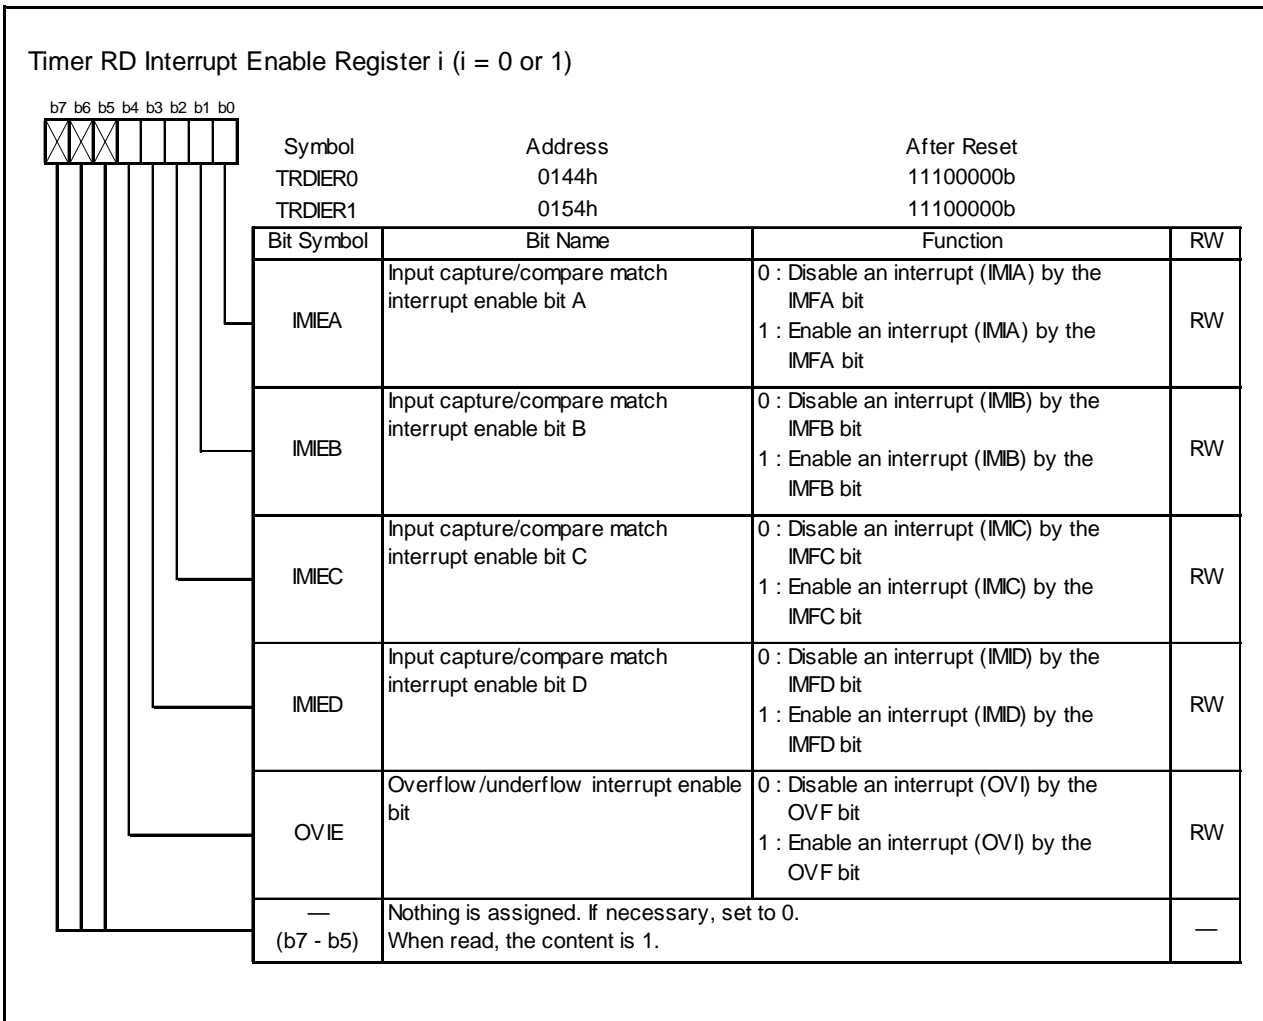 Timer RD Interrupt Enable Register i (i = 0 or 1)
b7 b6 b5 b4 b3 b2 b1 b0
Symbol Address After Reset
TRDIER0 0144h 11100000b
TRDIER1 0154h 11100000b
Bit Symbol Bit Name Function RW
IMIEA
Input capture/compare match
interrupt enable bit A
0 : Disable an interrupt (IMIA) by the
IMFA bit
1 : Enable an interrupt (IMIA) by the
IMFA bit
RW
IMIEB
Input capture/compare match
interrupt enable bit B
0 : Disable an interrupt (IMIB) by the
IMFB bit
1 : Enable an interrupt (IMIB) by the
IMFB bit
RW
IMIEC
Input capture/compare match
interrupt enable bit C
0 : Disable an interrupt (IMIC) by the
IMFC bit
1 : Enable an interrupt (IMIC) by the
IMFC bit
RW
IMIED
Input capture/compare match
interrupt enable bit D
0 : Disable an interrupt (IMID) by the
IMFD bit
1 : Enable an interrupt (IMID) by the
IMFD bit
RW
OVIE
Overflow/underflow interrupt enable
bit
0 : Disable an interrupt (OVI) by the
OVF bit
1 : Enable an interrupt (OVI) by the
OVF bit
RW
—
(b7 - b5)
Nothing is assigned. If necessary, set to 0.
When read, the content is 1.
—